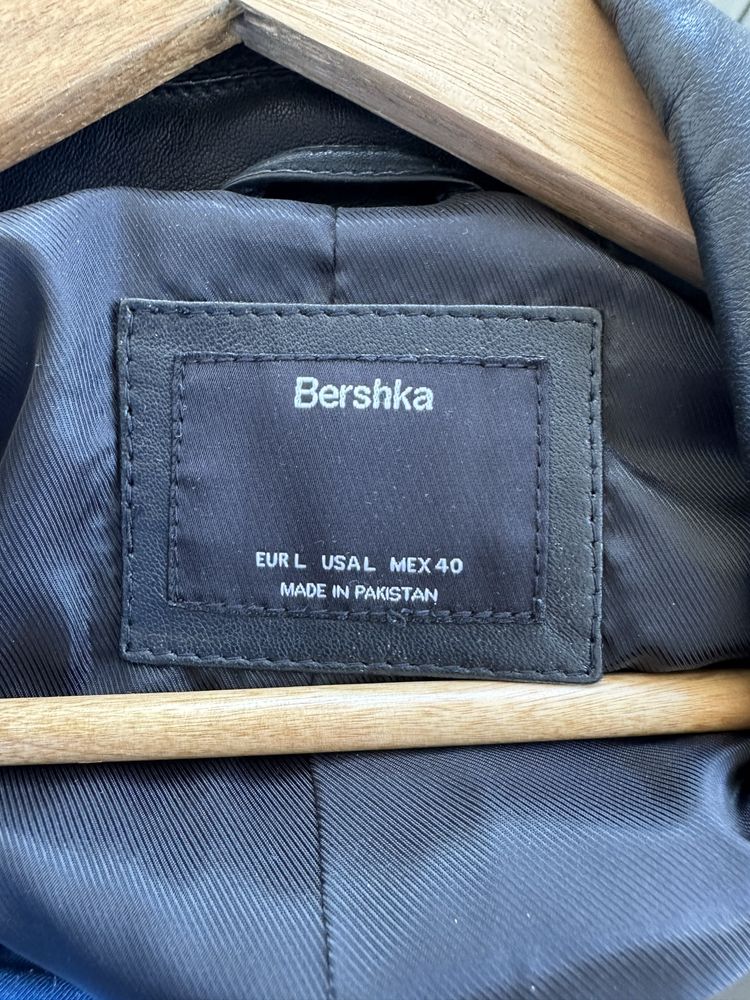 Bershka
EUR L USA L MEX 40
MADE IN PAKISTAN